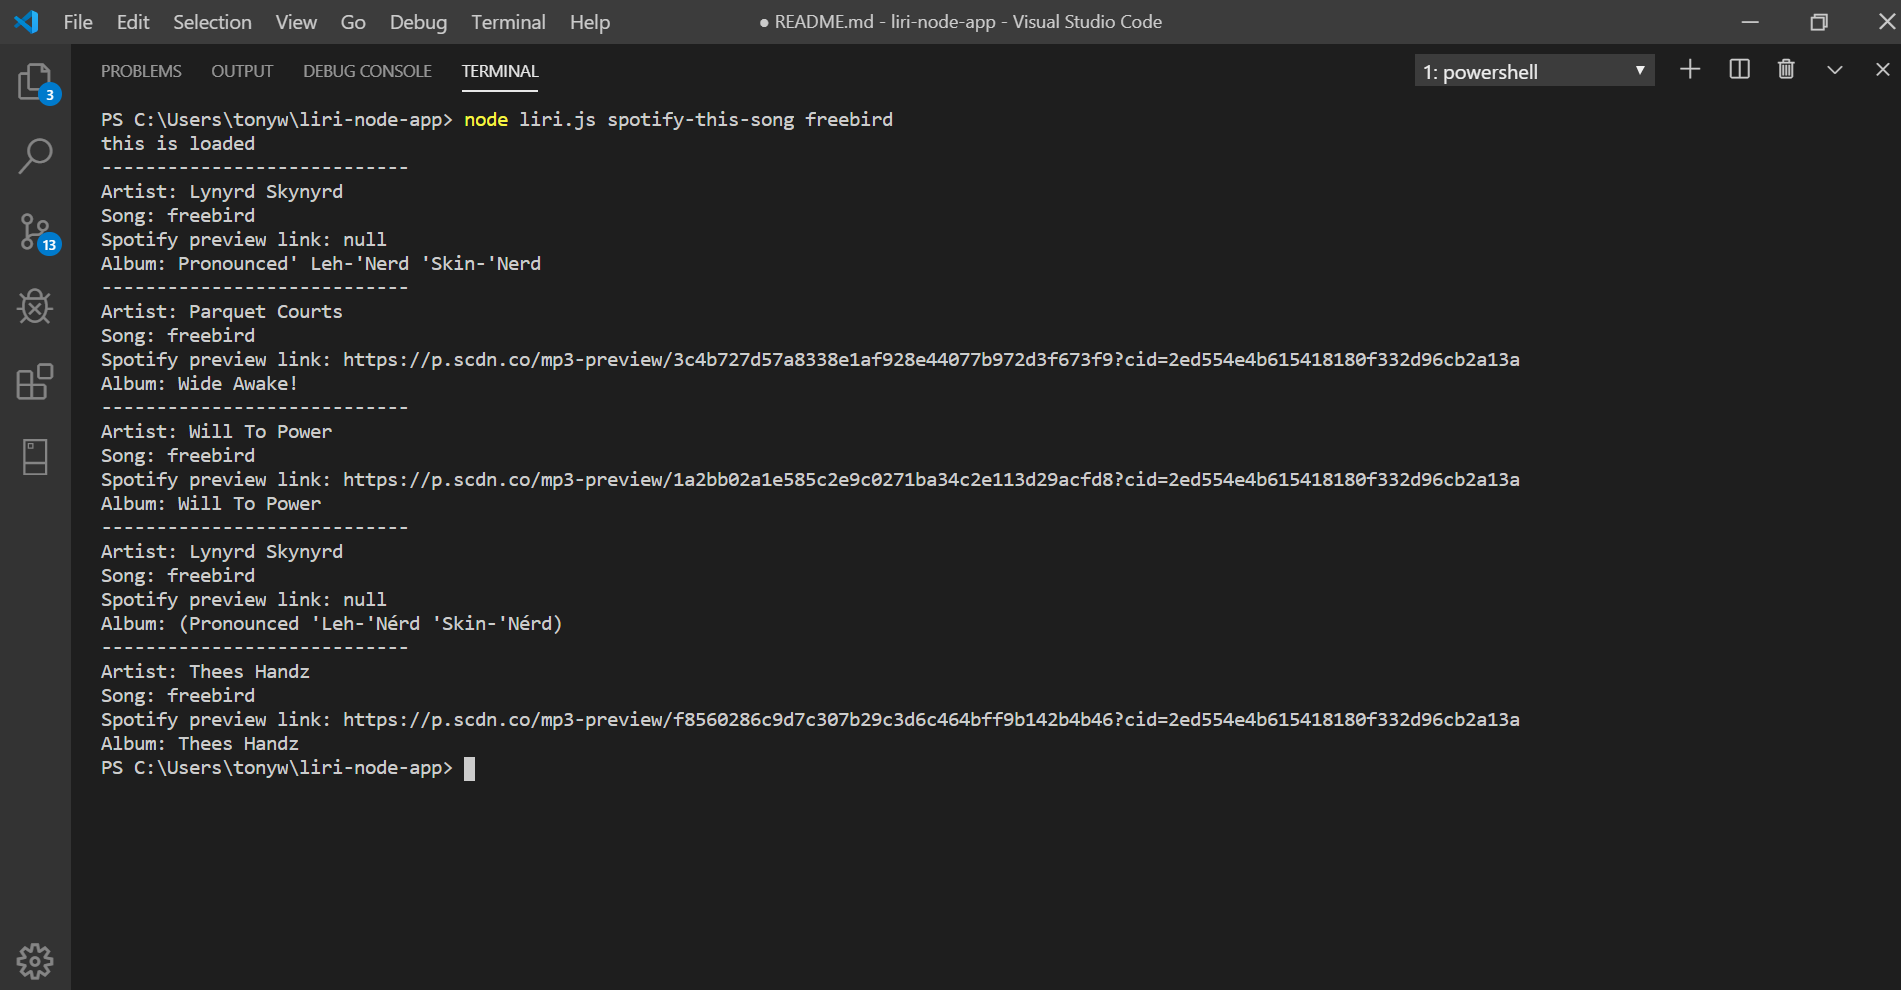 File Edit Selection View Go Debug Terminal Help ● README.md - liri-node-app - Visual Studio Code
PROBLEMS OUTPUT DEBUG CONSOLE TERMINAL 1: powershell
3
13
PS C:\Users\tonyw\liri-node-app> node liri.js spotify-this-song freebird
this is loaded
----------------------------
Artist: Lynyrd Skynyrd
Song: freebird
Spotify preview link: null
Album: Pronounced' Leh-'Nerd 'Skin-'Nerd
----------------------------
Artist: Parquet Courts
Song: freebird
Spotify preview link: https://p.scdn.co/mp3-preview/3c4b727d57a8338e1af928e44077b972d3f673f9?cid=2ed554e4b615418180f332d96cb2a13a
Album: Wide Awake!
----------------------------
Artist: Will To Power
Song: freebird
Spotify preview link: https://p.scdn.co/mp3-preview/1a2bb02a1e585c2e9c0271ba34c2e113d29acfd8?cid=2ed554e4b615418180f332d96cb2a13a
Album: Will To Power
----------------------------
Artist: Lynyrd Skynyrd
Song: freebird
Spotify preview link: null
Album: (Pronounced 'Leh-'Nérd 'Skin-'Nérd)
----------------------------
Artist: Thees Handz
Song: freebird
Spotify preview link: https://p.scdn.co/mp3-preview/f8560286c9d7c307b29c3d6c464bff9b142b4b46?cid=2ed554e4b615418180f332d96cb2a13a
Album: Thees Handz
PS C:\Users\tonyw\liri-node-app>